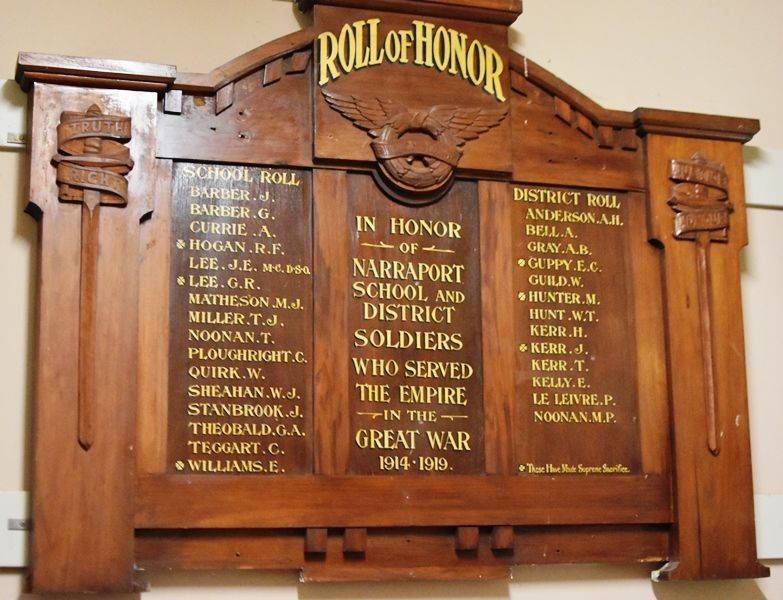 ROLL OF HONOR
TRUTH
RIGHT
SCHOOL ROLL
BARBER. J.
BARBER. G.
CURRIE. A.
HOGAN. R. F.
LEE. J. E. M.C. D.S.O.
LEE. G. R.
MATHESON. M. J.
MILLER. T. J.
NOONAN. T.
PLOUGHRIGHT. C.
QUIRK. W.
SHEAHAN. W. J.
STANBROOK. J.
THEOBALD. G. A.
TEGGART. C.
WILLIAMS. E.
IN HONOR
OF
NARRAPORT
SCHOOL AND
DISTRICT
SOLDIERS
WHO SERVED
THE EMPIRE
IN THE
GREAT WAR
1914 · 1919.
DISTRICT ROLL
ANDERSON. A. H.
BELL. A.
GRAY. A. B.
GUPPY. E. C.
GUILD. W.
HUNTER. M.
HUNT. W. T.
KERR. H.
KERR. J.
KERR. T.
KELLY. E.
LE LEIVRE. P.
NOONAN. M. P.
Those Have Made Supreme Sacrifice.